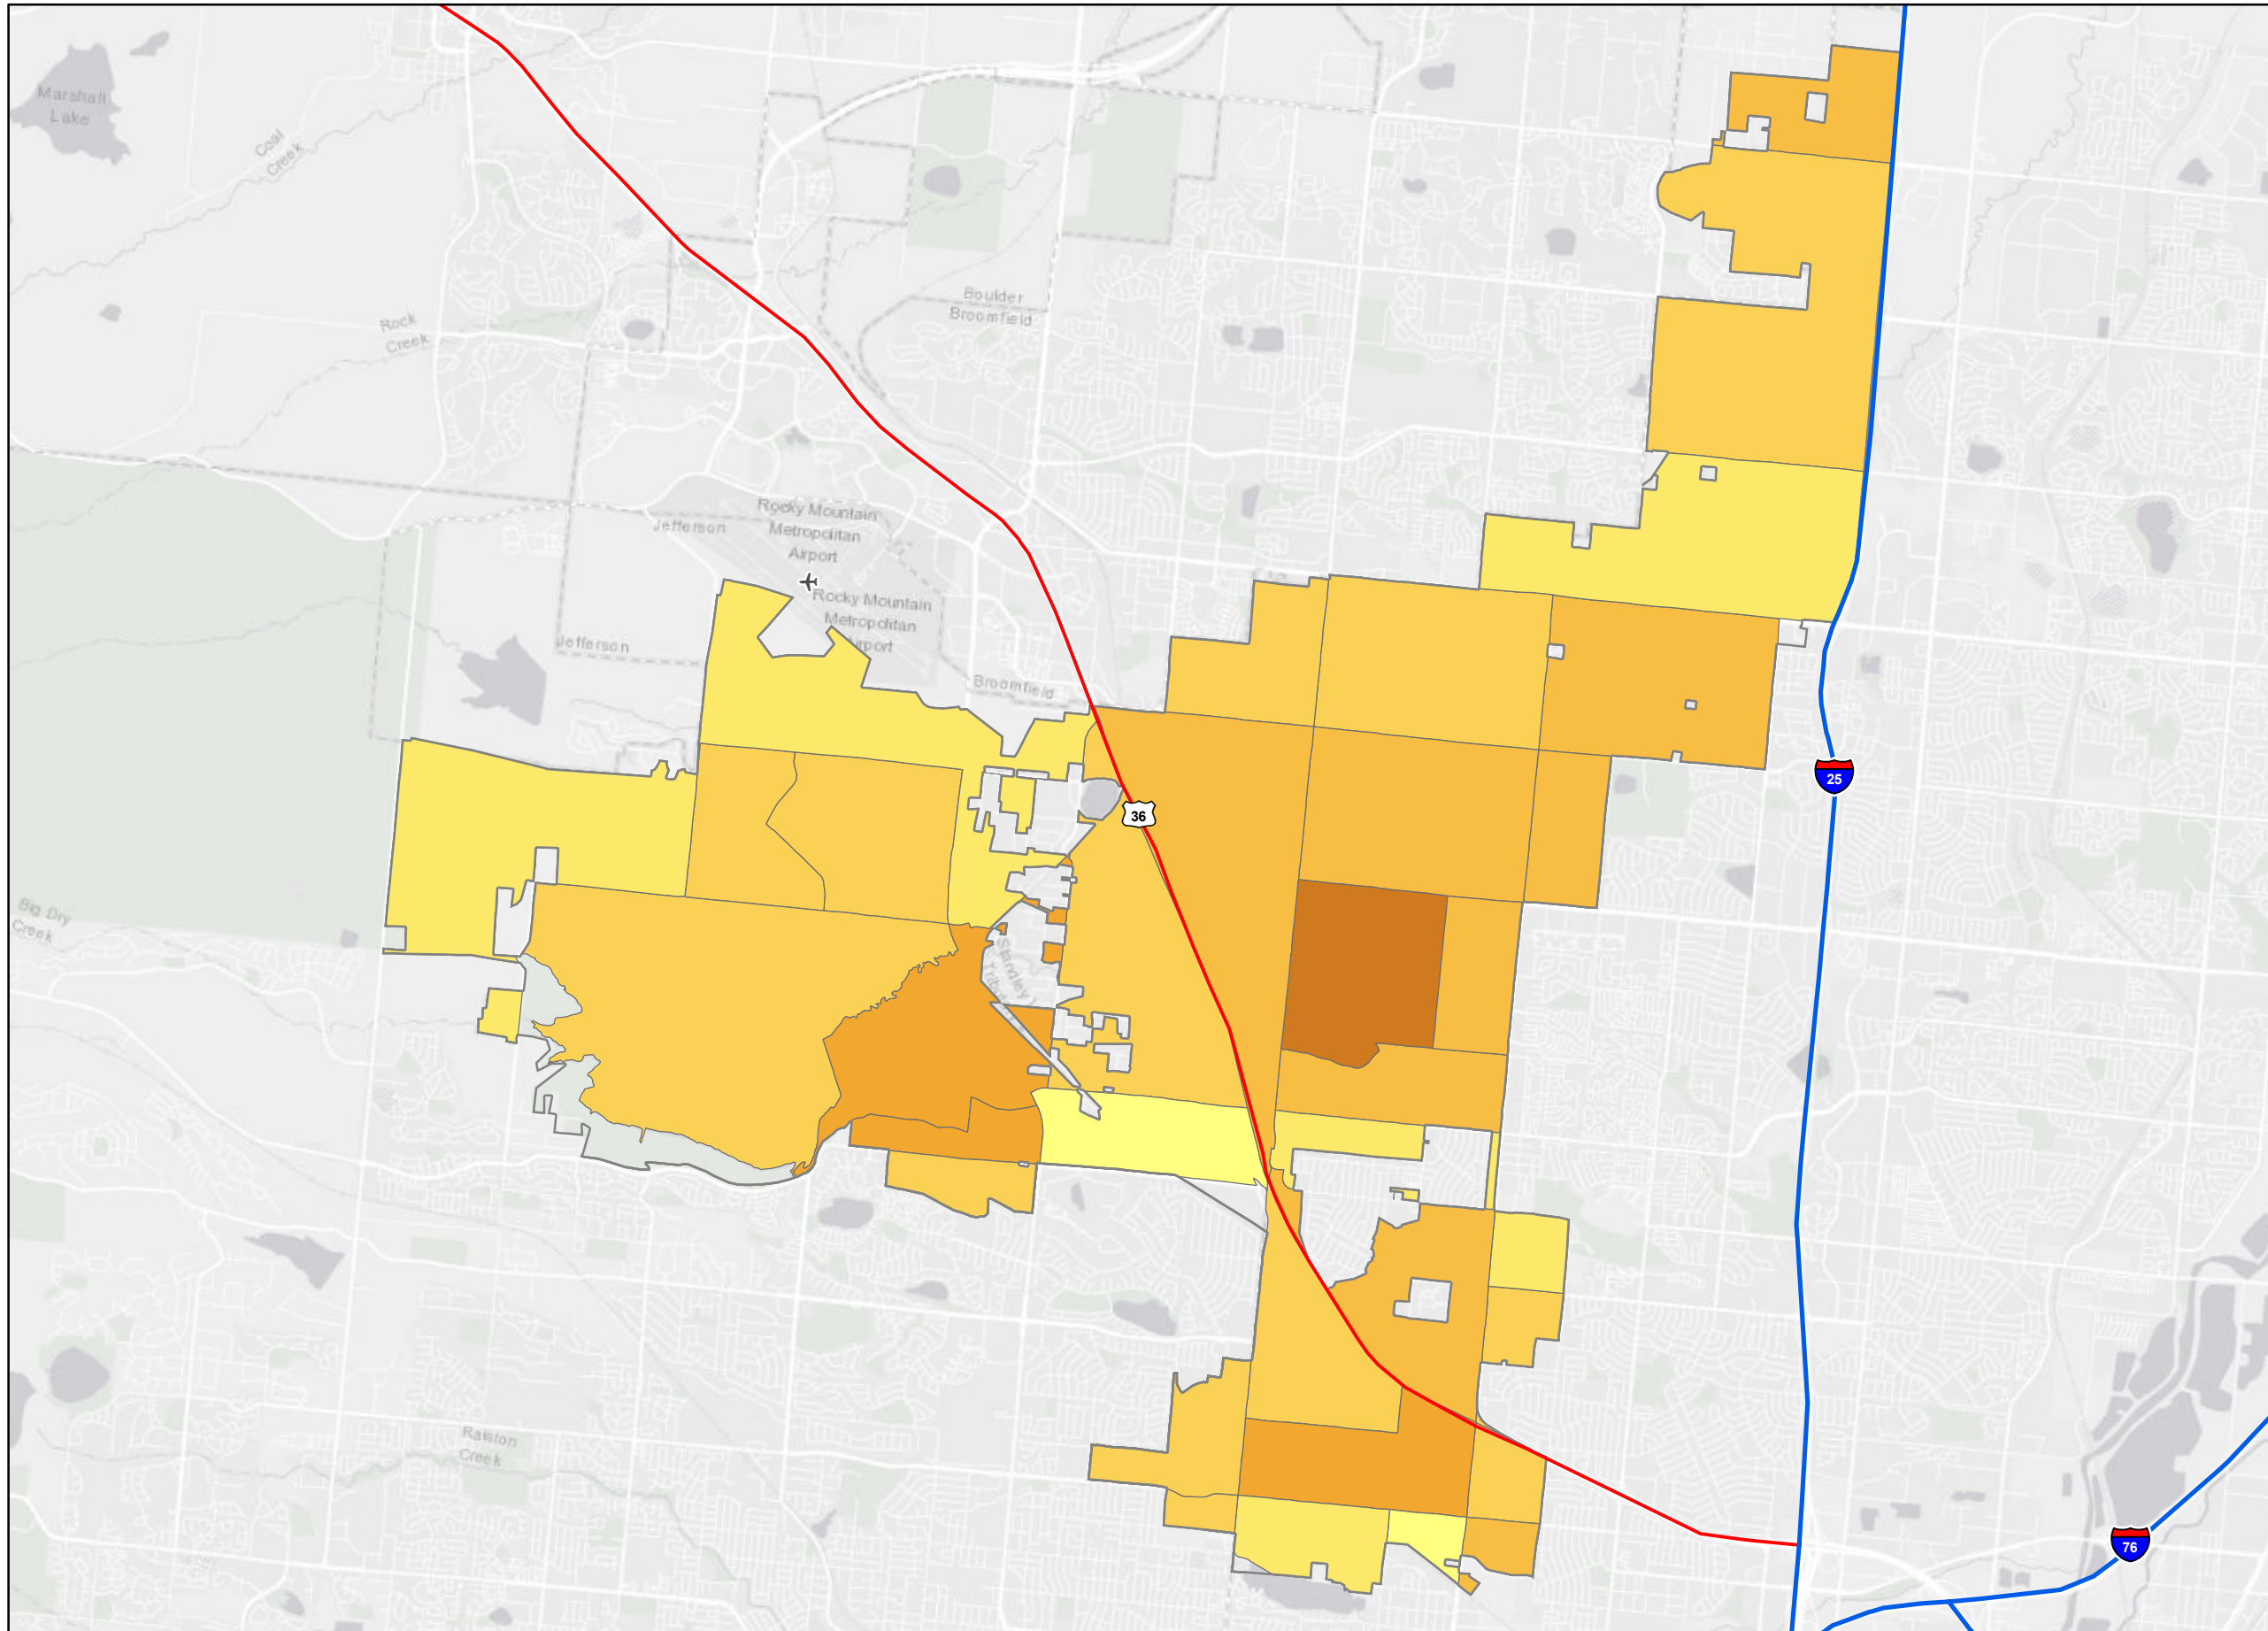 Marshall
Lake
Coal
Creek
Boulder
Broomfield
Rock
Creek
Rocky Mountain
Metropolitan
Airport
Jefferson
Rocky Mountain
Metropolitan
Airport
Jefferson
Broomfield
25
36
Big Dry
Creek
Standley
Ralston
Creek
76